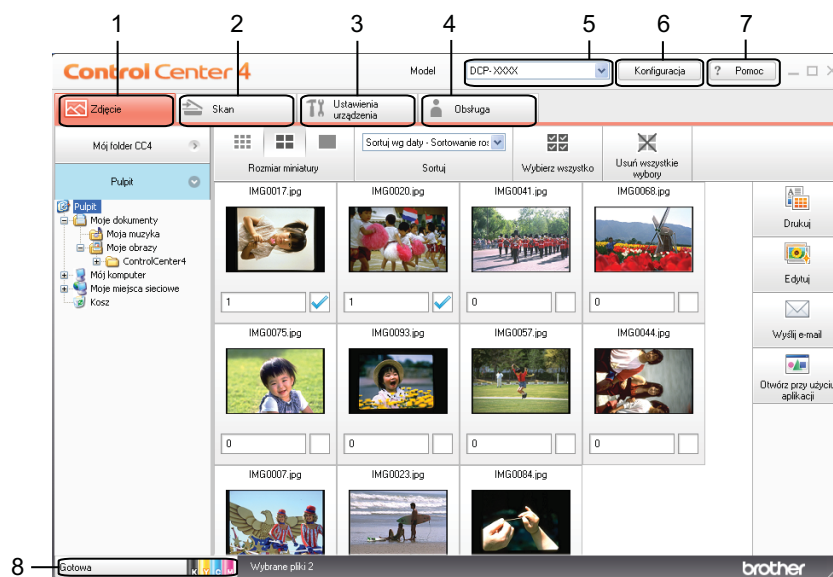 1 2 3 4 5 6 7
Control Center 4 Model DCP-XXXX Konfiguracja ? Pomoc
Zdjęcie Skan Ustawienia urządzenia Obsługa
Mój folder CC4
Pulpit
Rozmiar miniatury
Sortuj wg daty - Sortowanie ros
Sortuj
Wybierz wszystko
Usuń wszystkie wybory
Pulpit
Moje dokumenty
Moja muzyka
Moje obrazy
ControlCenter4
Mój komputer
Moje miejsca sieciowe
Kosz
IMG0017.jpg IMG0020.jpg IMG0041.jpg IMG0068.jpg
1 1 0 0
IMG0075.jpg IMG0093.jpg IMG0057.jpg IMG0044.jpg
0 0 0 0
IMG0007.jpg IMG0023.jpg IMG0084.jpg
Drukuj
Edytuj
Wyślij e-mail
Otwórz przy użyciu
aplikacji
8
Gotowa K Y C M Wybrane pliki 2 brother